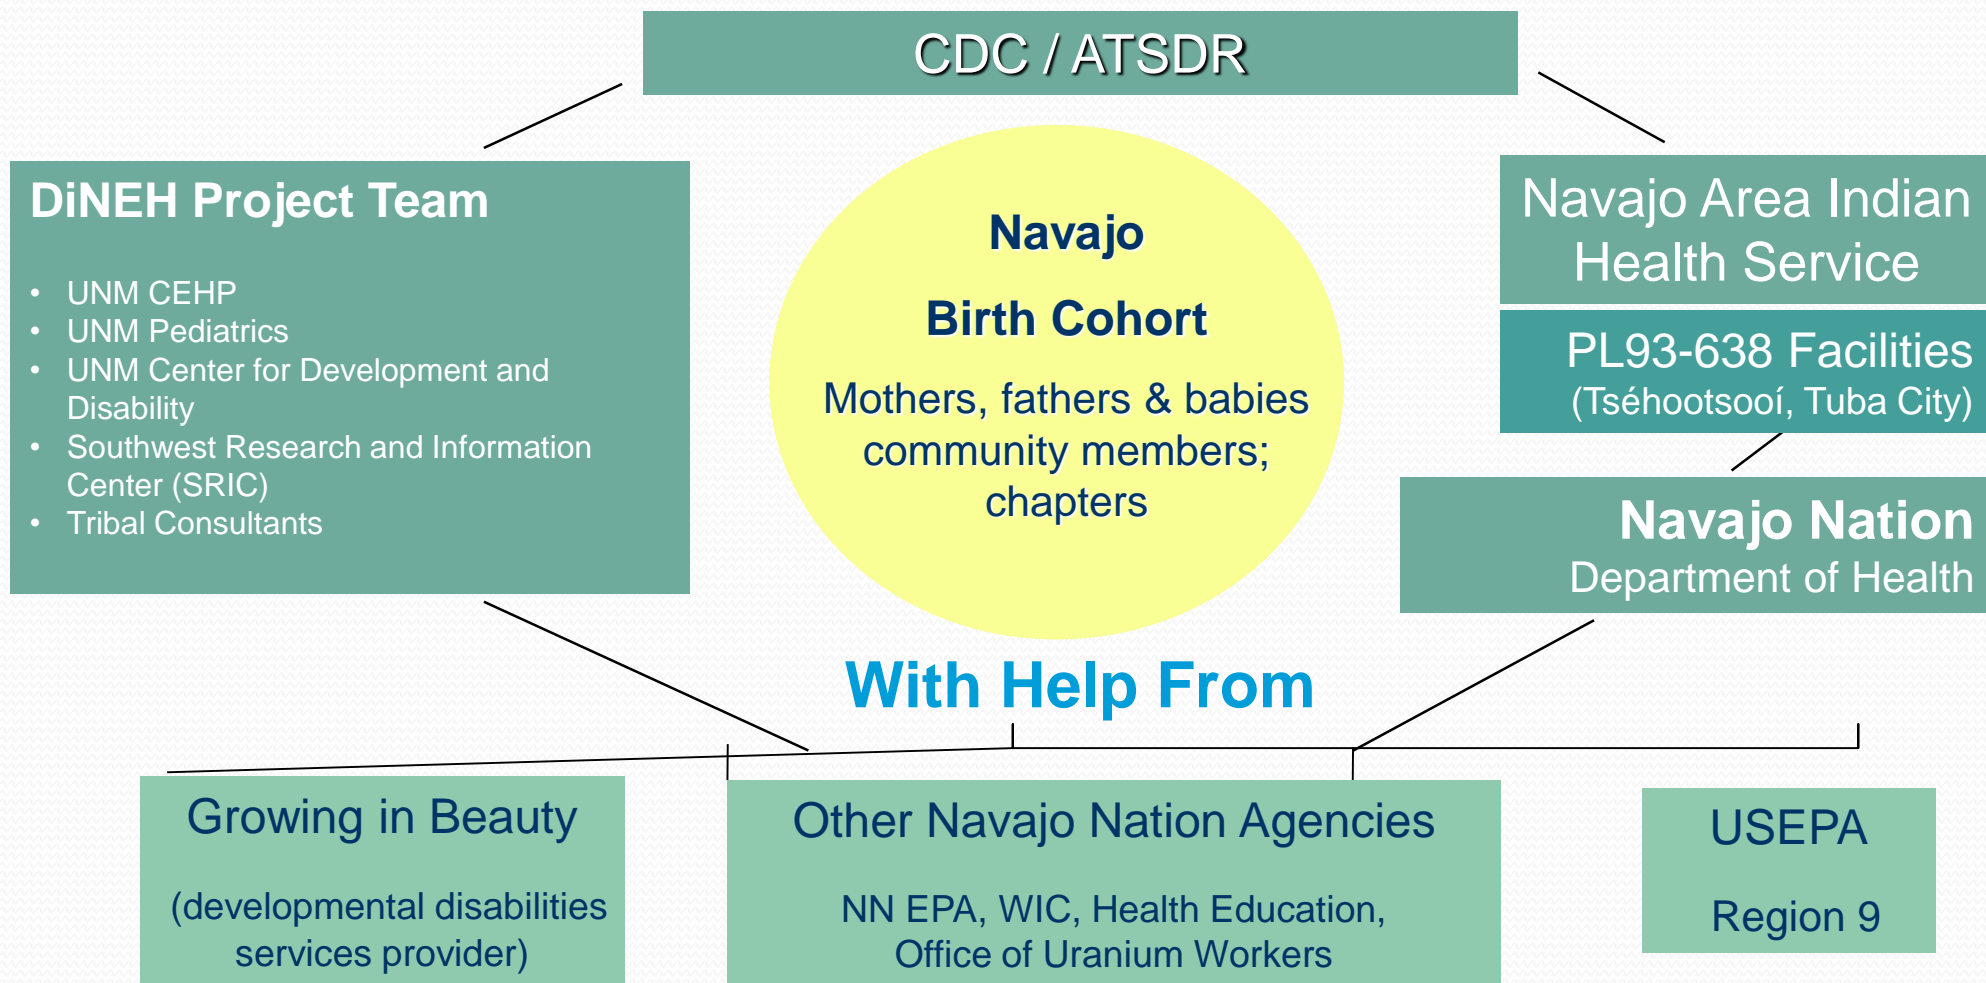 CDC / ATSDR
DiNEH Project Team
• UNM CEHP
• UNM Pediatrics
• UNM Center for Development and
Disability
• Southwest Research and Information
Center (SRIC)
• Tribal Consultants
Navajo
Birth Cohort
Mothers, fathers & babies
community members;
chapters
Navajo Area Indian
Health Service
PL93-638 Facilities
(Tséhootsooí, Tuba City)
Navajo Nation
Department of Health
With Help From
Growing in Beauty
(developmental disabilities
services provider)
Other Navajo Nation Agencies
NN EPA, WIC, Health Education,
Office of Uranium Workers
USEPA
Region 9